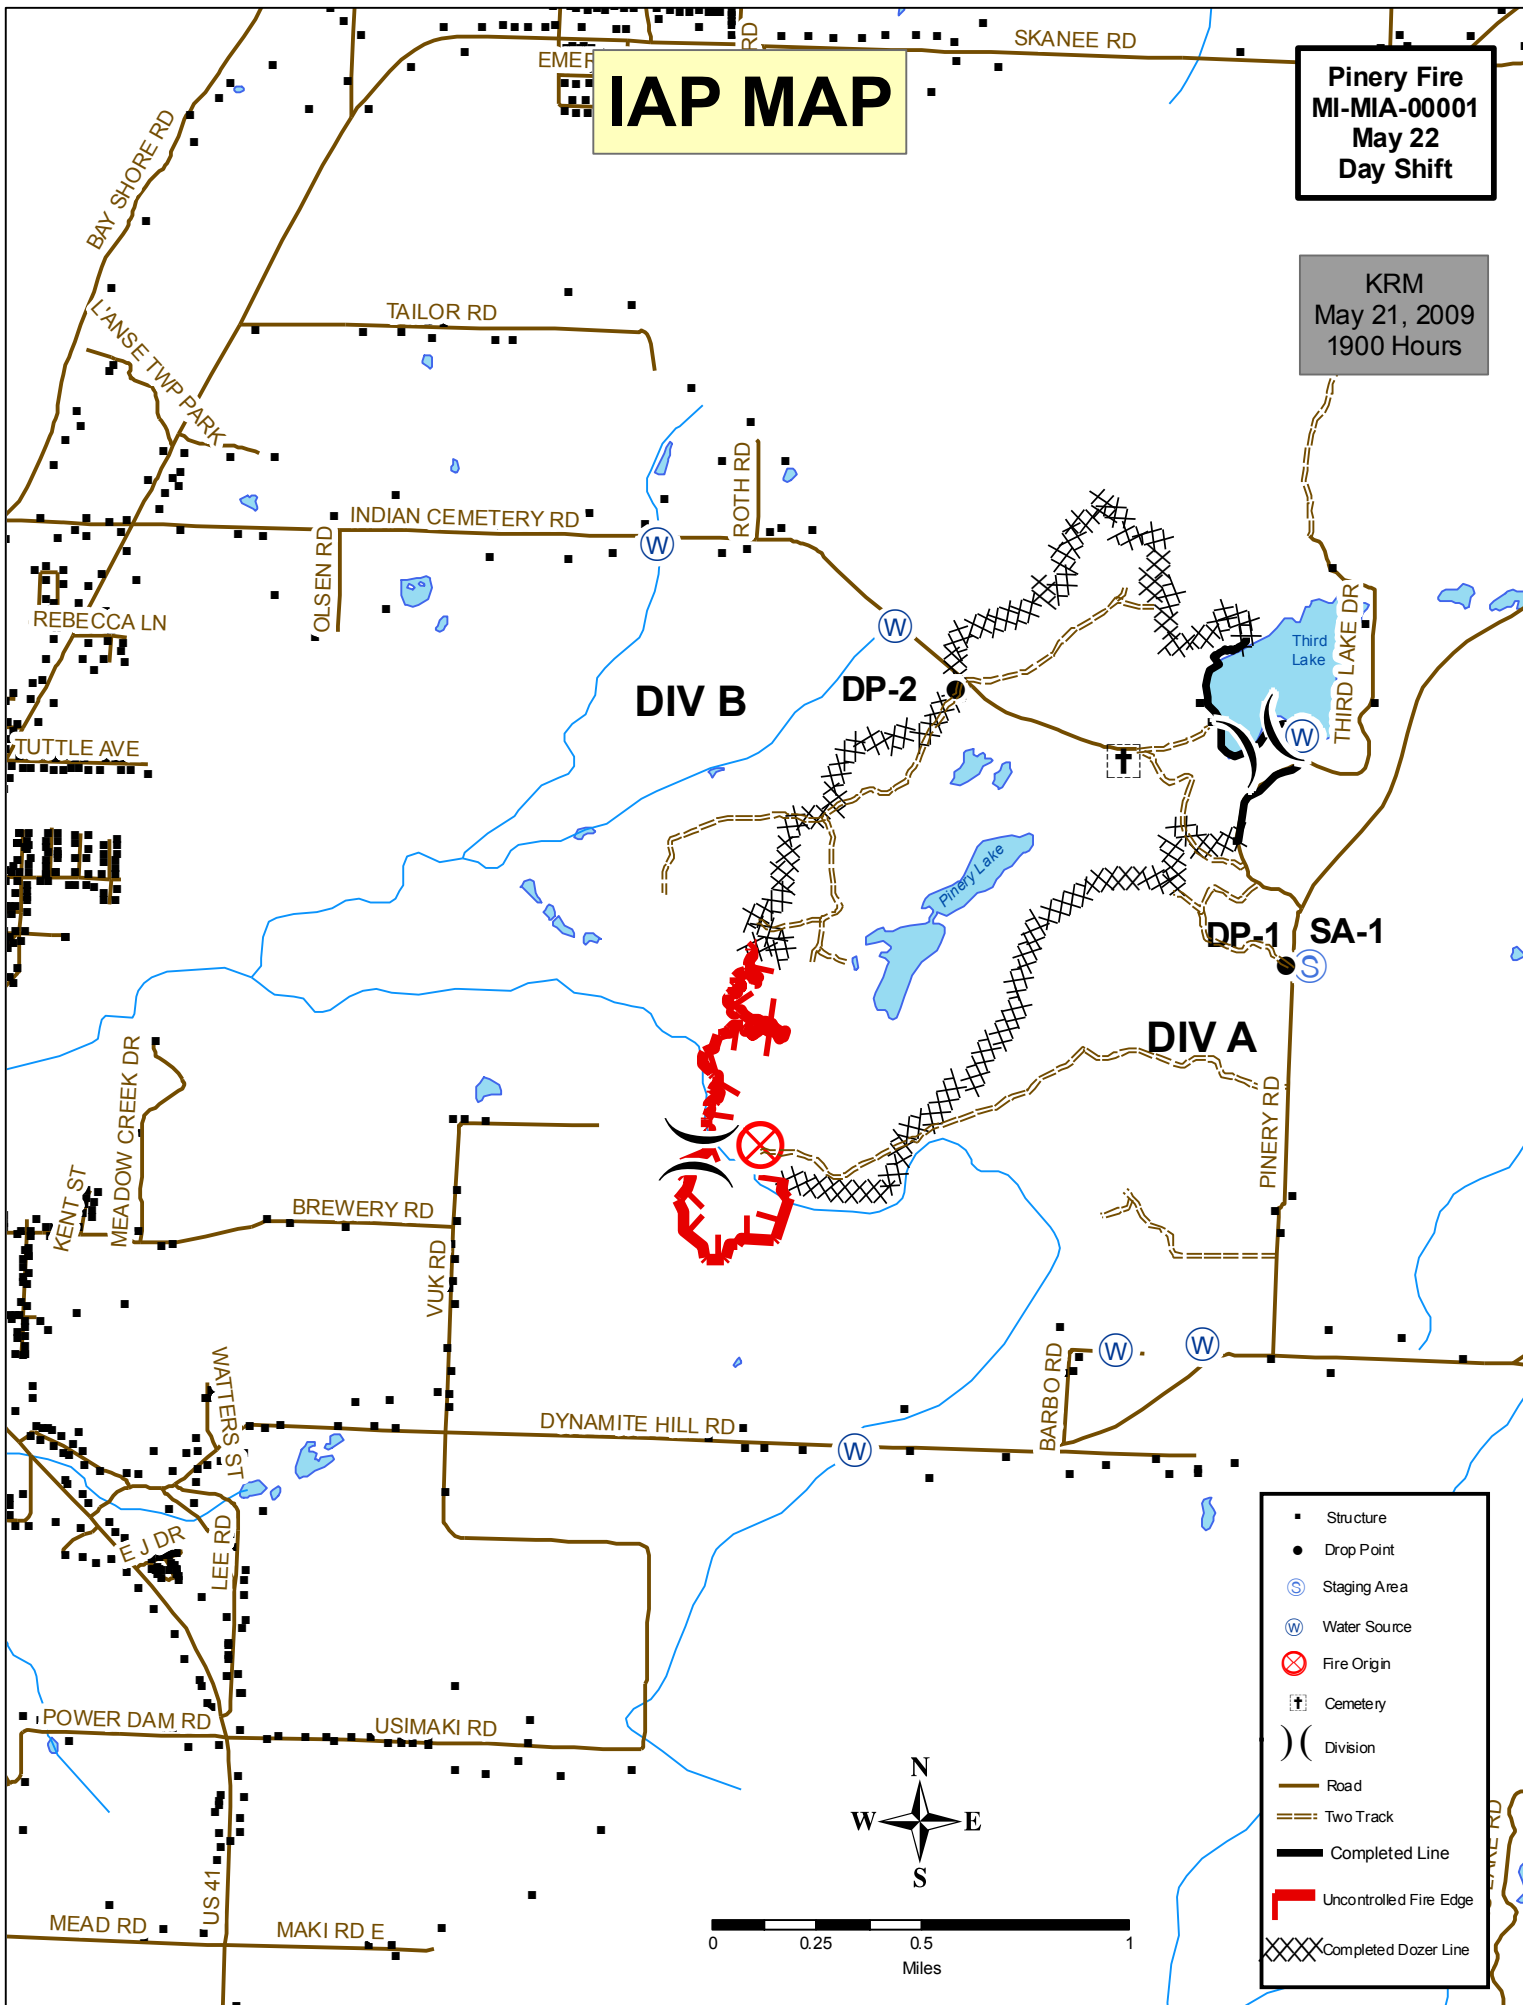 SKANEE RD
RD
IAP MAP
Pinery Fire
MI-MIA-00001
May 22
Day Shift
BAY SHORE RD
KRM
May 21, 2009
1900 Hours
L'ANSE TWP PARK
TAILOR RD
ROTH RD
INDIAN CEMETERY RD
OLSEN RD
W
W
REBECCA LN
Third
Lake
THIRD LAKE DR
DIV B
DP-2
W
TUTTLE AVE
Pinery Lake
DP-1
SA-1
S
DIV A
MEADOW CREEK DR
PINERY RD
KENT ST
BREWERY RD
VUK RD
WATTERS ST
BARBO RD
W
W
DYNAMITE HILL RD
W
E J DR
LEE RD
Structure
Drop Point
S Staging Area
W Water Source
Fire Origin
Cemetery
Division
Road
Two Track
Completed Line
Uncontrolled Fire Edge
Completed Dozer Line
POWER DAM RD
USIMAKI RD
N
W
E
S
US 41
MEAD RD
MAKI RD E
0
0.25
0.5
1
Miles